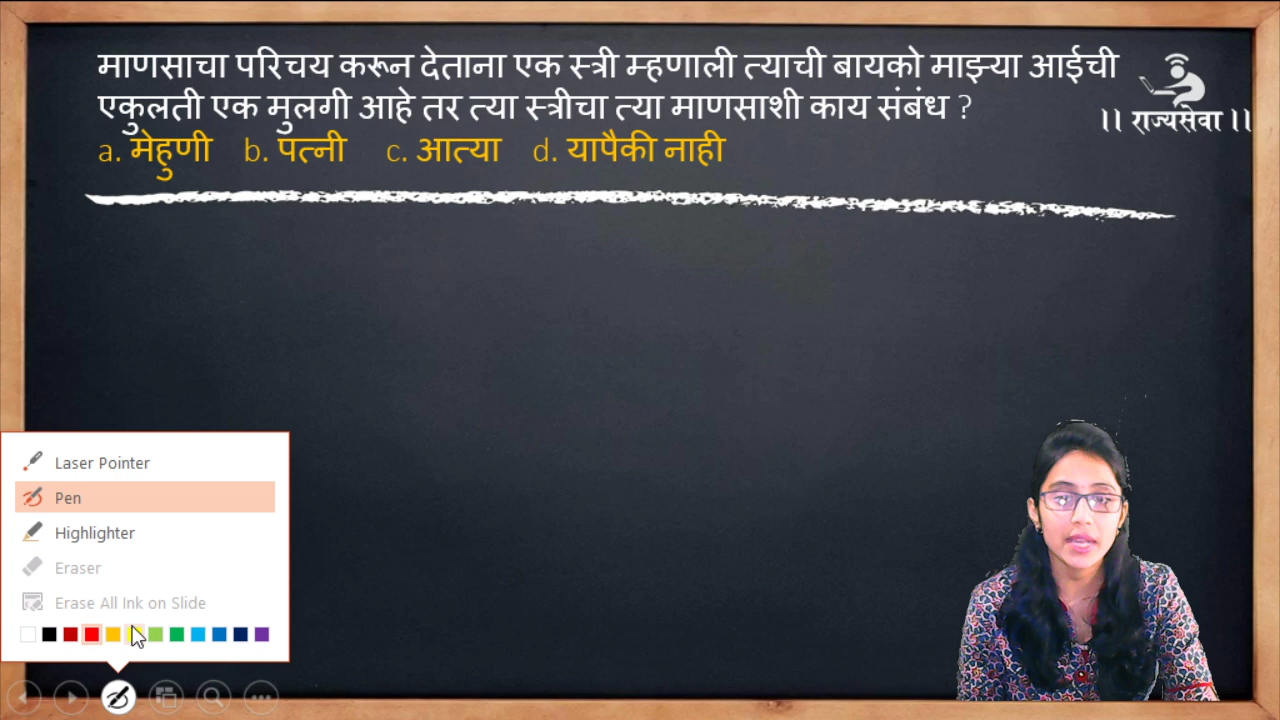 माणसाचा परिचय करून देताना एक स्त्री म्हणाली त्याची बायको माझ्या आईची
एकुलती एक मुलगी आहे तर त्या स्त्रीचा त्या माणसाशी काय संबंध ?
a. मेहुणी b. पत्नी c. आत्या d. यापैकी नाही
।। राज्यसेवा ।।
Laser Pointer
Pen
Highlighter
Eraser
Erase All Ink on Slide